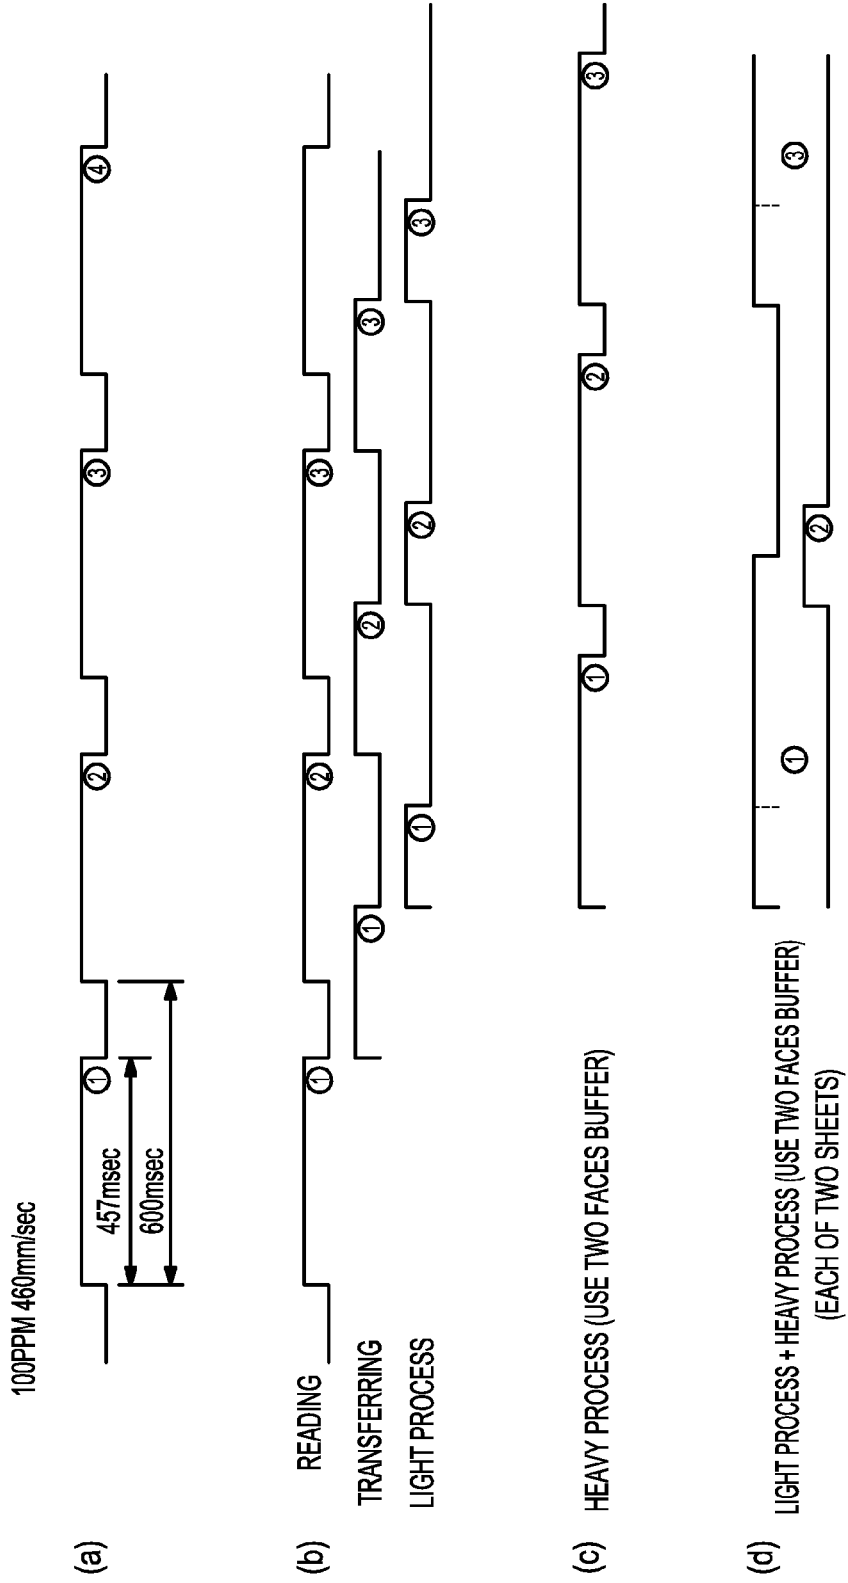 100PPM 460mm/sec
(a)
457msec
600msec
① ② ③ ④
(b)
READING
① ② ③
TRANSFERRING
① ② ③
LIGHT PROCESS
① ② ③
(c) HEAVY PROCESS (USE TWO FACES BUFFER)
① ② ③
(d) LIGHT PROCESS + HEAVY PROCESS (USE TWO FACES BUFFER)
(EACH OF TWO SHEETS)
① ③
②